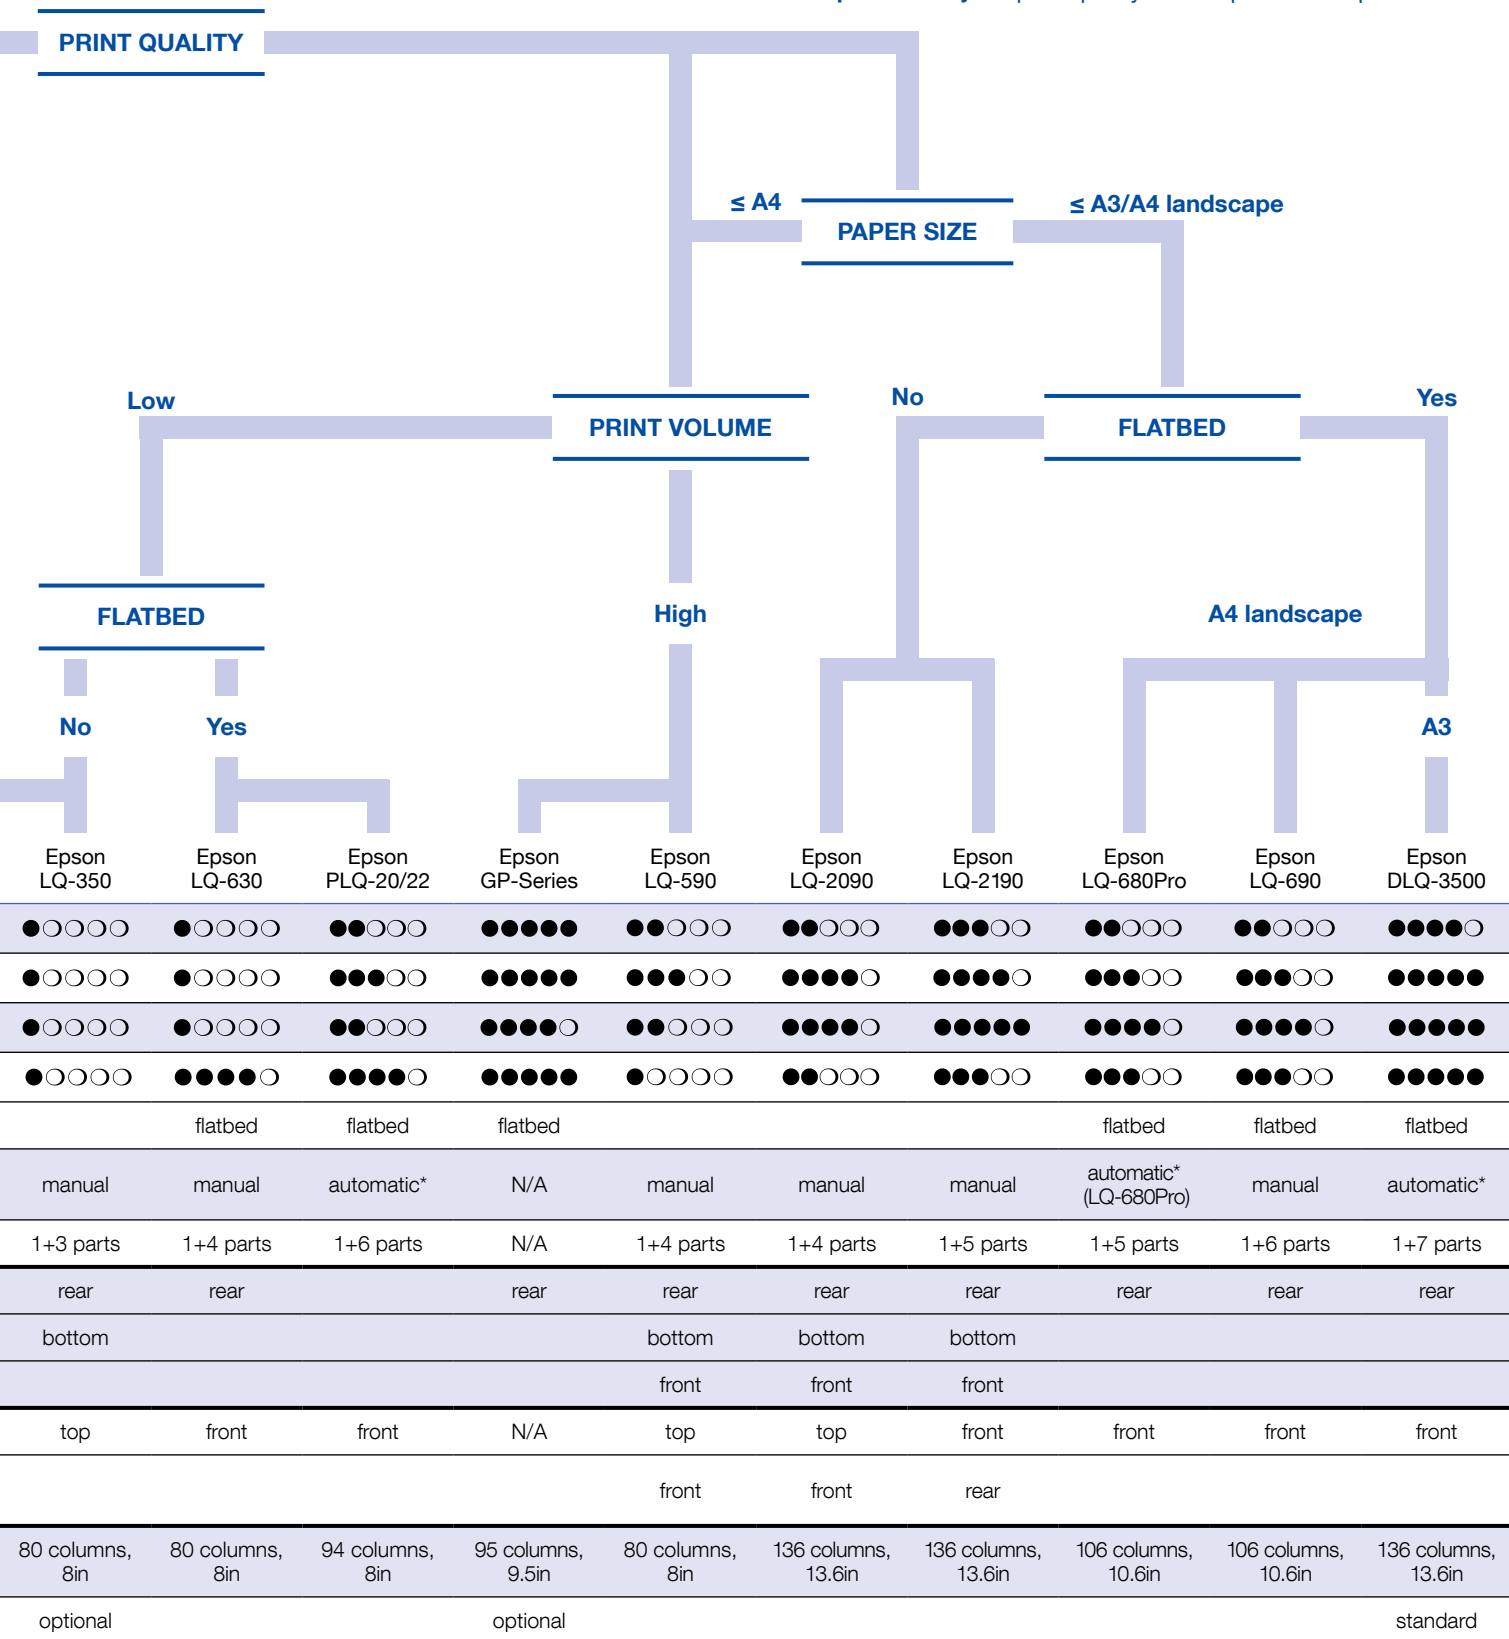 PRINT QUALITY
≤ A4
≤ A3/A4 landscape
PAPER SIZE
Low
No
Yes
PRINT VOLUME
FLATBED
FLATBED
High
A4 landscape
No
Yes
A3
Epson Epson Epson Epson Epson Epson Epson Epson Epson Epson
LQ-350 LQ-630 PLQ-20/22 GP-Series LQ-590 LQ-2090 LQ-2190 LQ-680Pro LQ-690 DLQ-3500
●○○○○ ●○○○○ ●●○○○ ●●●●● ●●○○○ ●●○○○ ●●●○○ ●●○○○ ●●○○○ ●●●●○
●○○○○ ●○○○○ ●●●○○ ●●●●● ●●●○○ ●●●●○ ●●●●○ ●●●○○ ●●●○○ ●●●●●
●○○○○ ●○○○○ ●●○○○ ●●●●○ ●●○○○ ●●●●○ ●●●●● ●●●●○ ●●●●○ ●●●●●
●○○○○ ●●●●○ ●●●●○ ●●●●● ●○○○○ ●●○○○ ●●●○○ ●●●○○ ●●●○○ ●●●●●
flatbed flatbed flatbed flatbed flatbed flatbed
manual manual automatic* N/A manual manual manual automatic* (LQ-680Pro) manual automatic*
1+3 parts 1+4 parts 1+6 parts N/A 1+4 parts 1+4 parts 1+5 parts 1+5 parts 1+6 parts 1+7 parts
rear rear rear rear rear rear rear rear rear
bottom bottom bottom bottom
front front front
top front front N/A top top front front front front
front front rear
80 columns, 80 columns, 94 columns, 95 columns, 80 columns, 136 columns, 136 columns, 106 columns, 106 columns, 136 columns,
8in 8in 8in 9.5in 8in 13.6in 13.6in 10.6in 10.6in 13.6in
optional optional standard